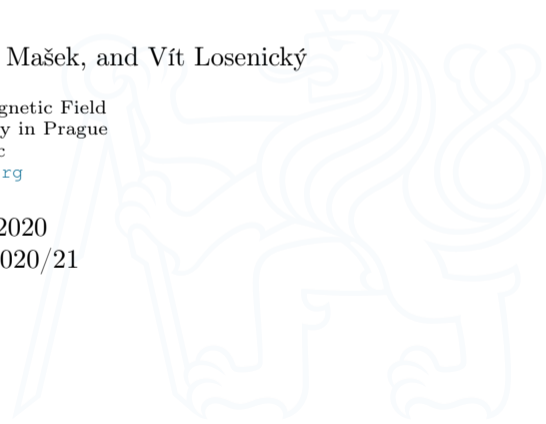 Mašek, and Vít Losenický
gnetic Field
y in Prague
c
rg
2020
020/21